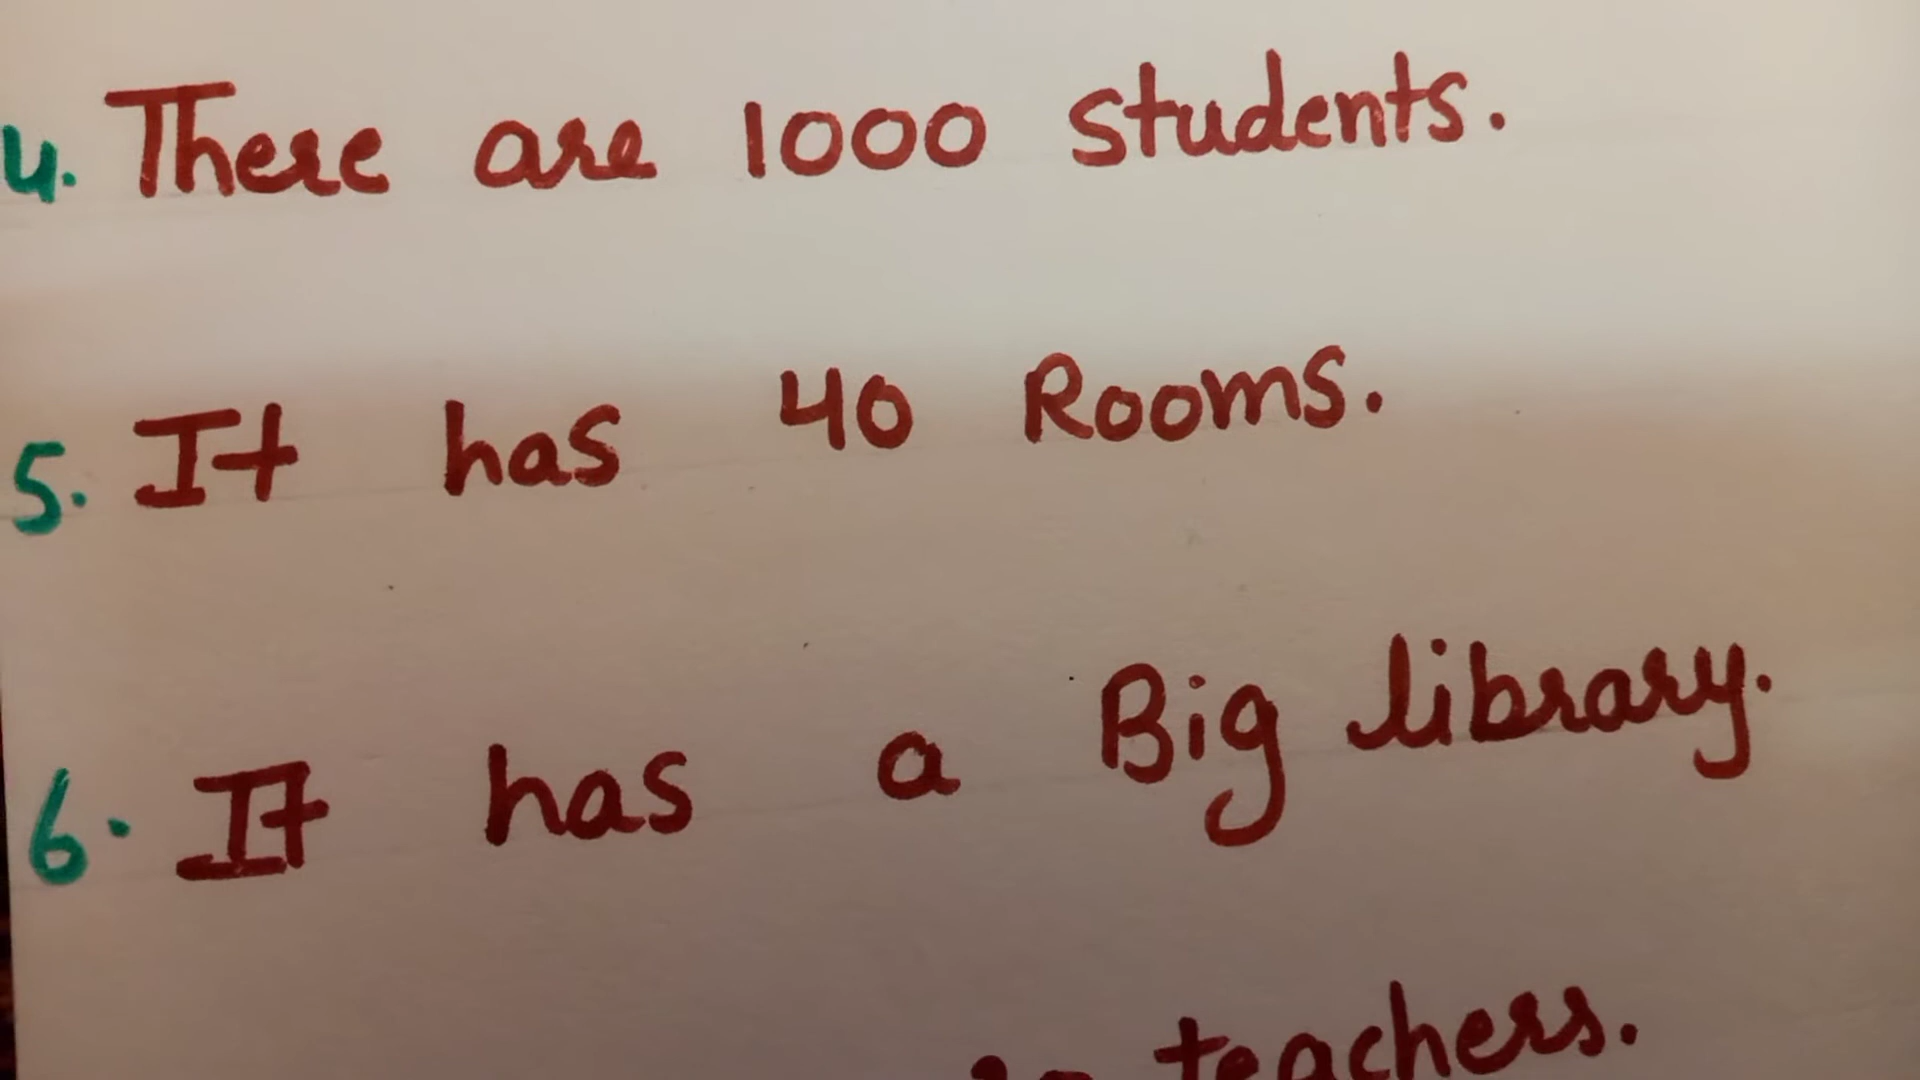 4. There are 1000 students.
5. It has 40 Rooms.
6. It has a Big library.
teachers.